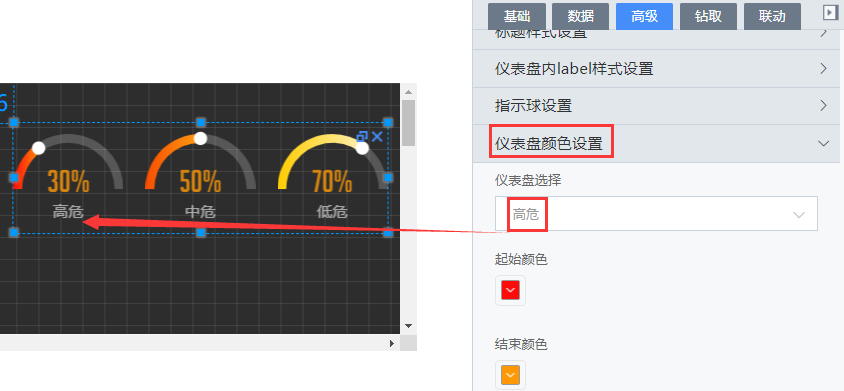 6
30%
50%
70%
高危
中危
低危
基础
数据
高级
钻取
联动
标题样式设置
仪表盘内label样式设置
指示球设置
仪表盘颜色设置
仪表盘选择
高危
起始颜色
结束颜色